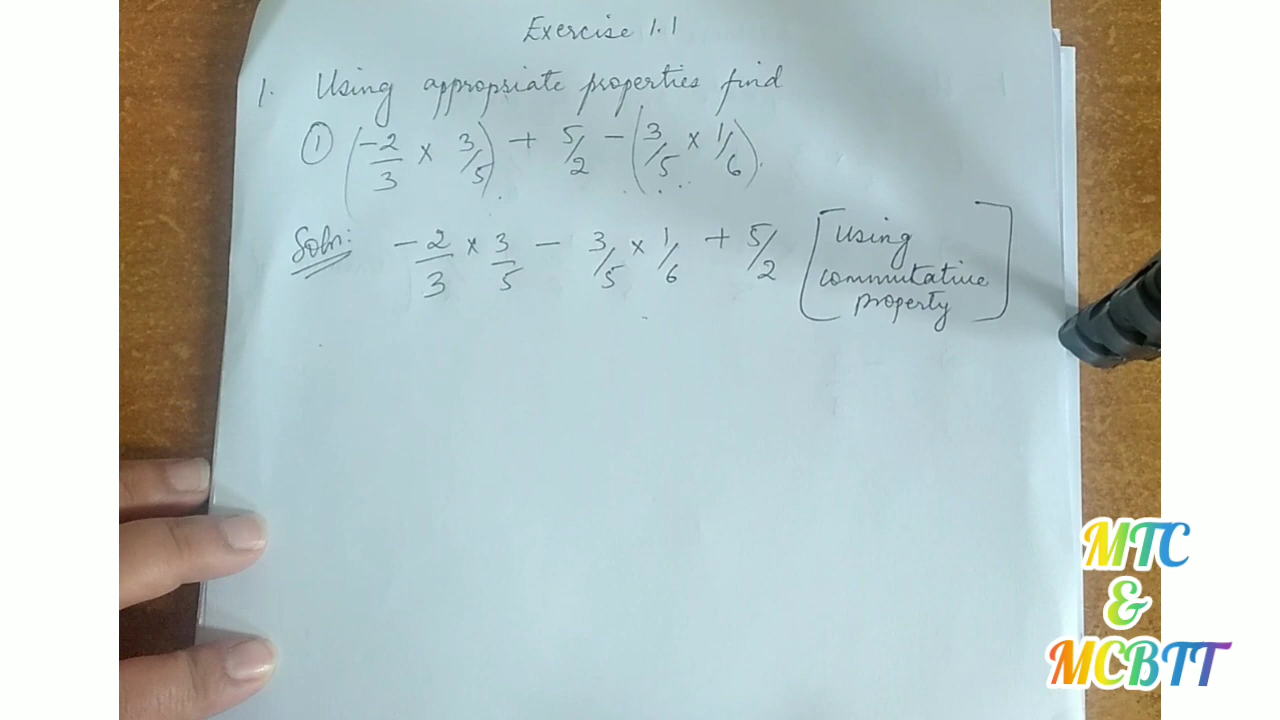 Exercise 1.1
1. Using appropriate properties find
① (-2/3 × 3/5) + 5/2 - (3/5 × 1/6).
Soln: -2/3 × 3/5 - 3/5 × 1/6 + 5/2 [Using
commutative
property]
MTC
&
MCBTT